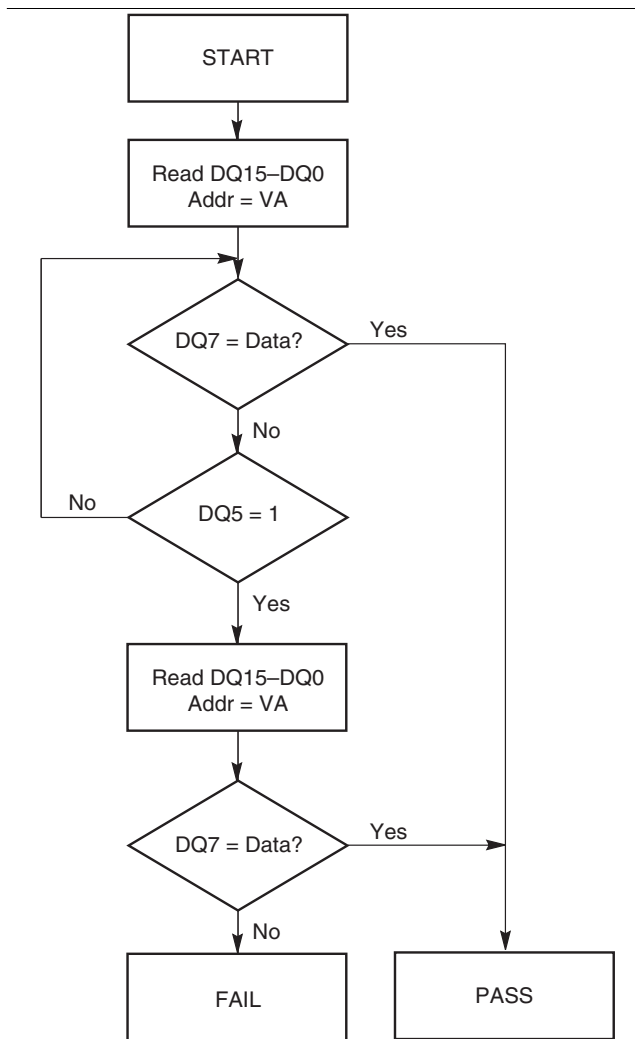 START
Read DQ15–DQ0
Addr = VA
DQ7 = Data?
Yes
No
DQ5 = 1
No
Yes
Read DQ15–DQ0
Addr = VA
DQ7 = Data?
Yes
No
FAIL
PASS